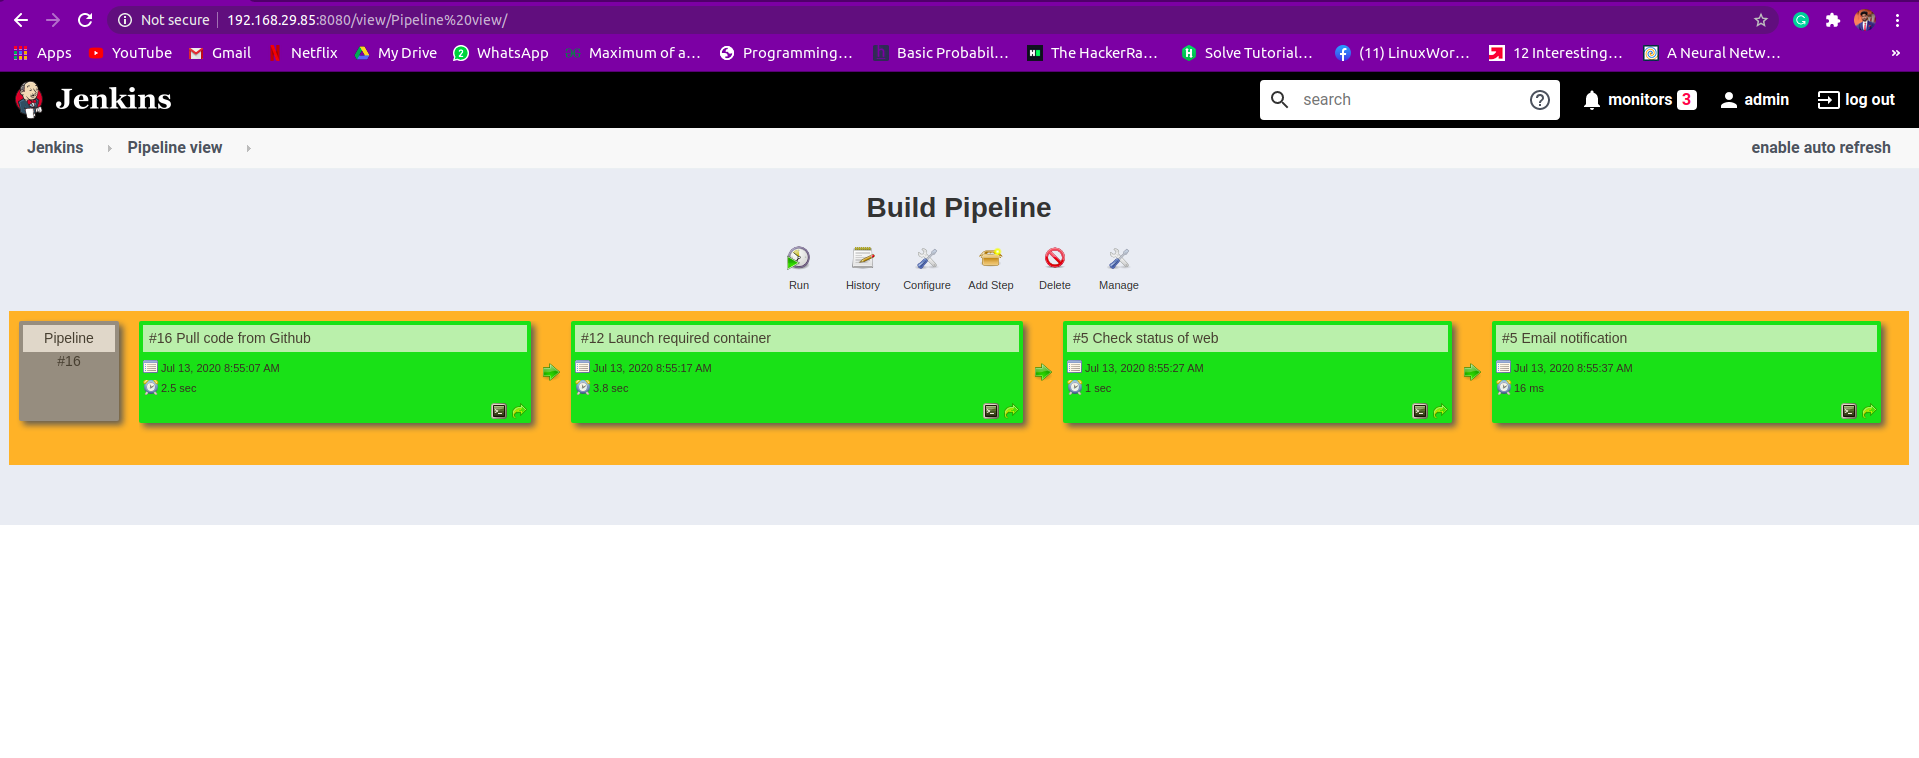 Not secure | 192.168.29.85:8080/view/Pipeline%20view/
Apps YouTube Gmail Netflix My Drive WhatsApp Maximum of a... Programming... Basic Probabil... The HackerRa... Solve Tutorial... (11) LinuxWor... 12 Interesting... A Neural Netw... »
Jenkins search monitors 3 admin log out
Jenkins Pipeline view enable auto refresh
Build Pipeline
Run History Configure Add Step Delete Manage
Pipeline #16 Pull code from Github #12 Launch required container #5 Check status of web #5 Email notification
#16 Jul 13, 2020 8:55:07 AM Jul 13, 2020 8:55:17 AM Jul 13, 2020 8:55:27 AM Jul 13, 2020 8:55:37 AM
2.5 sec 3.8 sec 1 sec 16 ms